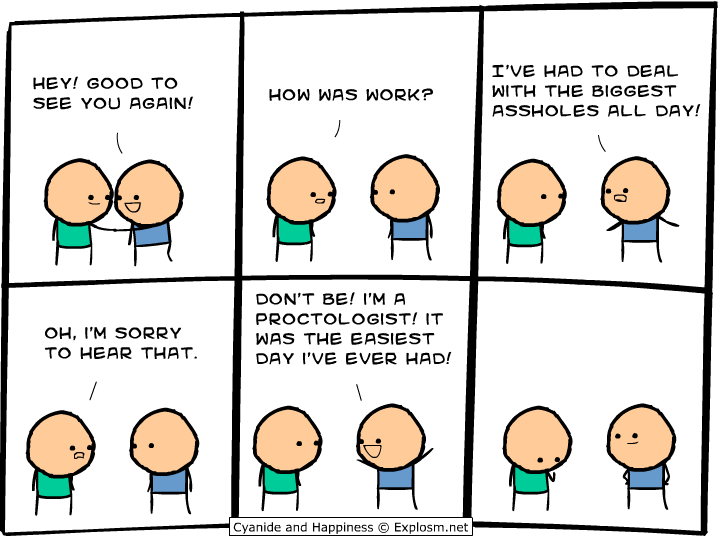 HEY! GOOD TO
SEE YOU AGAIN!
HOW WAS WORK?
I'VE HAD TO DEAL
WITH THE BIGGEST
ASSHOLES ALL DAY!
OH, I'M SORRY
TO HEAR THAT.
DON'T BE! I'M A
PROCTOLOGIST! IT
WAS THE EASIEST
DAY I'VE EVER HAD!
Cyanide and Happiness © Explosm.net